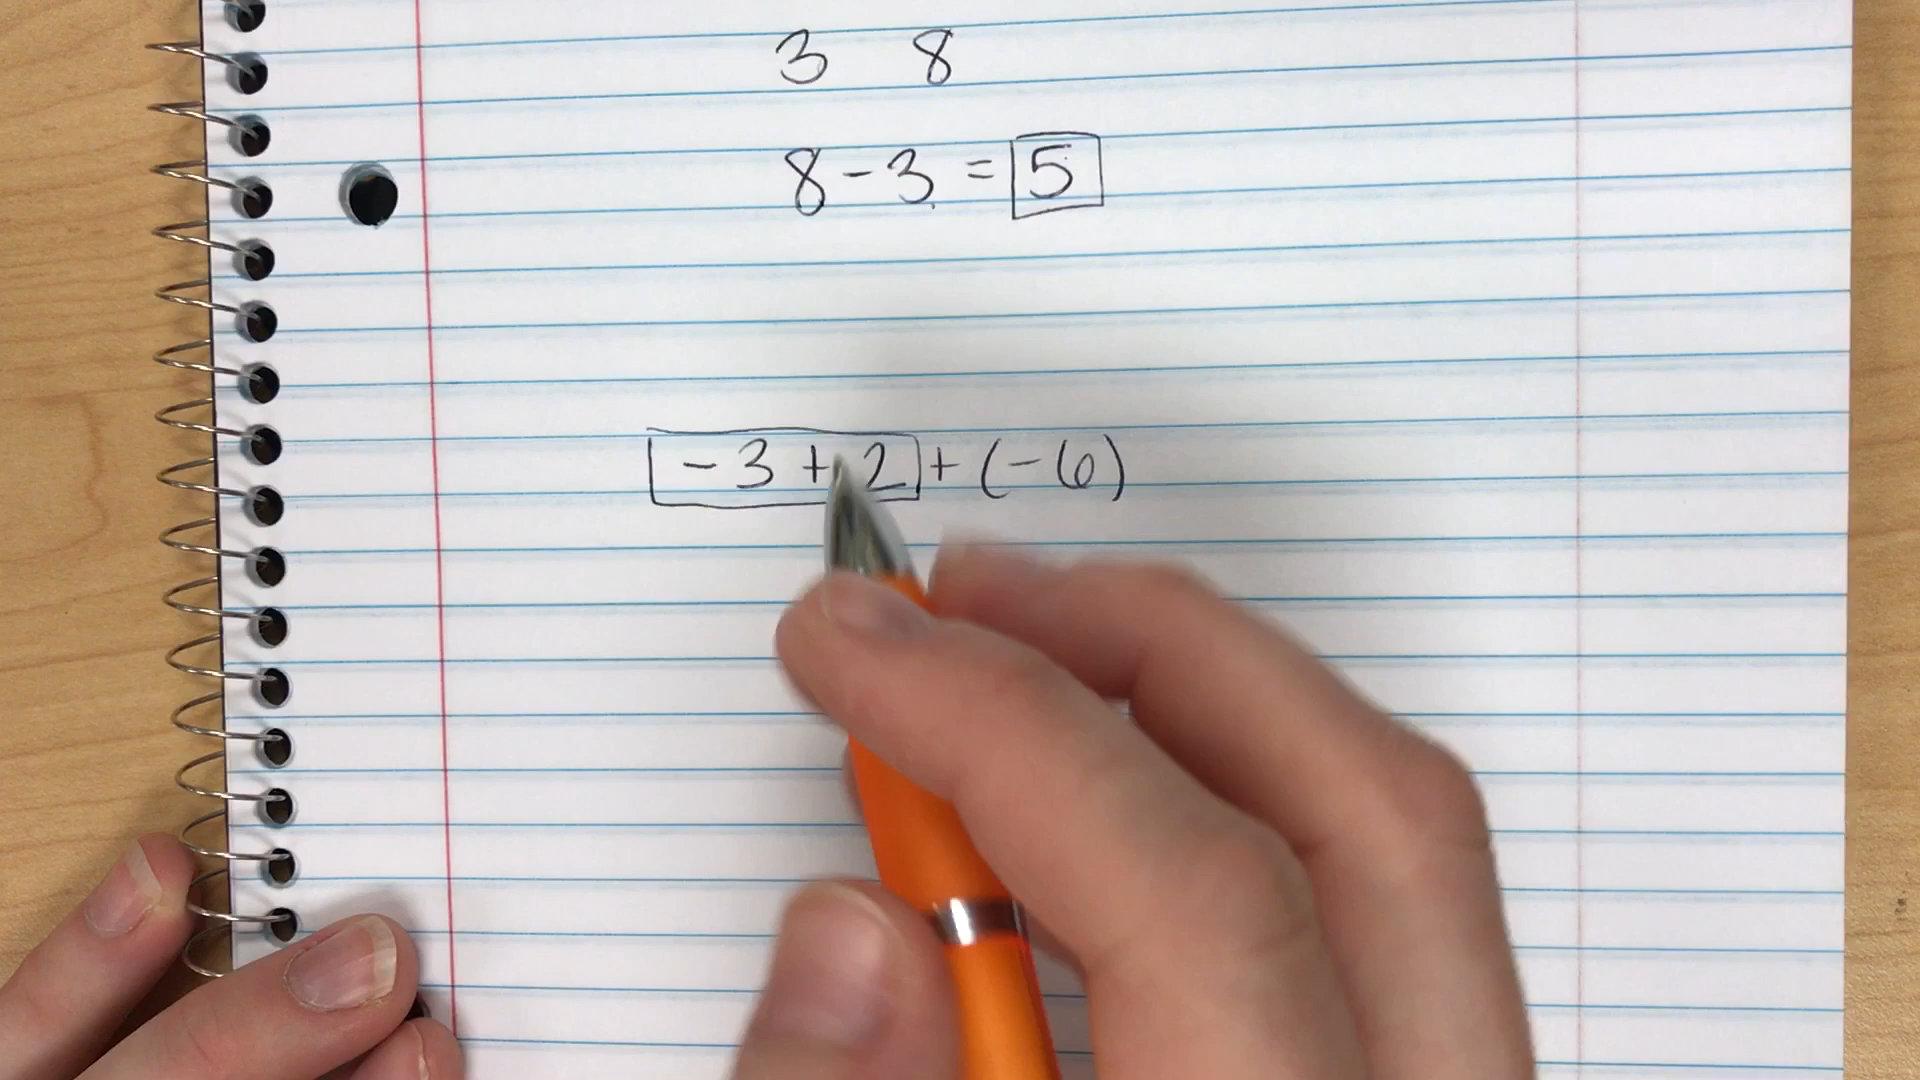 3 8
8 - 3 = 5
- 3 + 2 + (- 6)